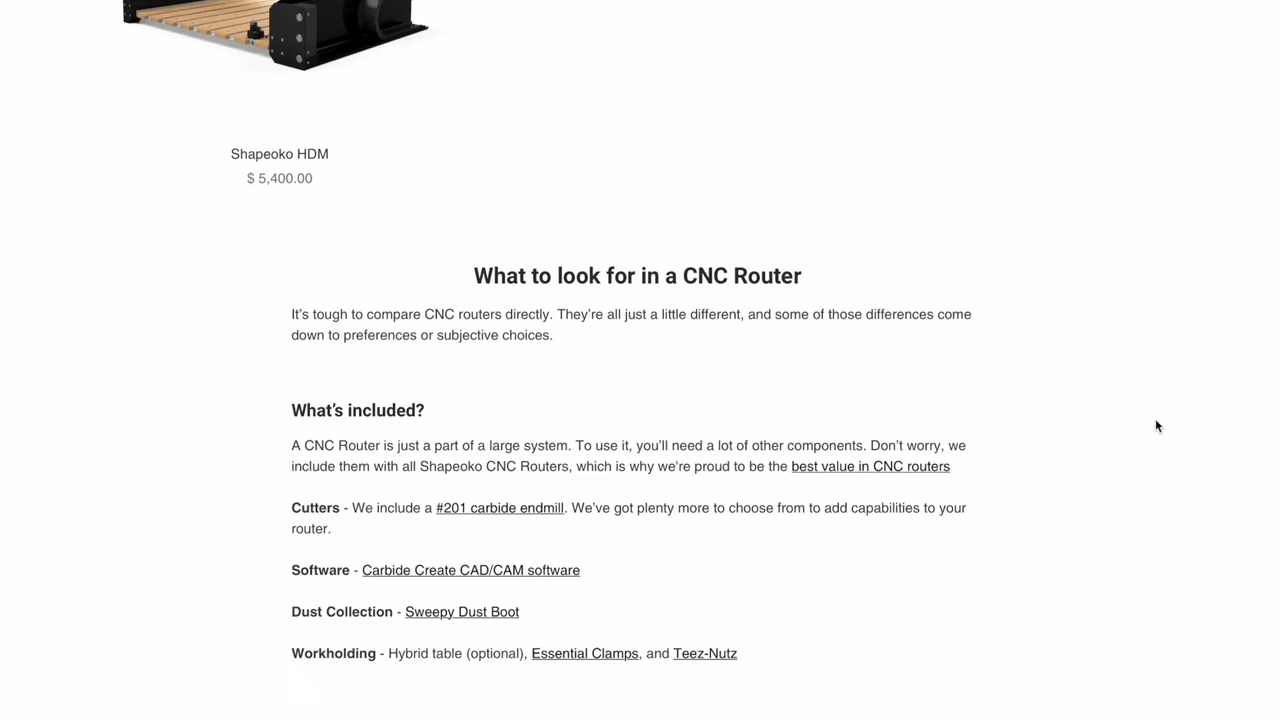 Shapeoko HDM
$ 5,400.00
What to look for in a CNC Router
It’s tough to compare CNC routers directly. They’re all just a little different, and some of those differences come
down to preferences or subjective choices.
What’s included?
A CNC Router is just a part of a large system. To use it, you’ll need a lot of other components. Don’t worry, we
include them with all Shapeoko CNC Routers, which is why we're proud to be the best value in CNC routers
Cutters - We include a #201 carbide endmill. We’ve got plenty more to choose from to add capabilities to your
router.
Software - Carbide Create CAD/CAM software
Dust Collection - Sweepy Dust Boot
Workholding - Hybrid table (optional), Essential Clamps, and Teez-Nutz